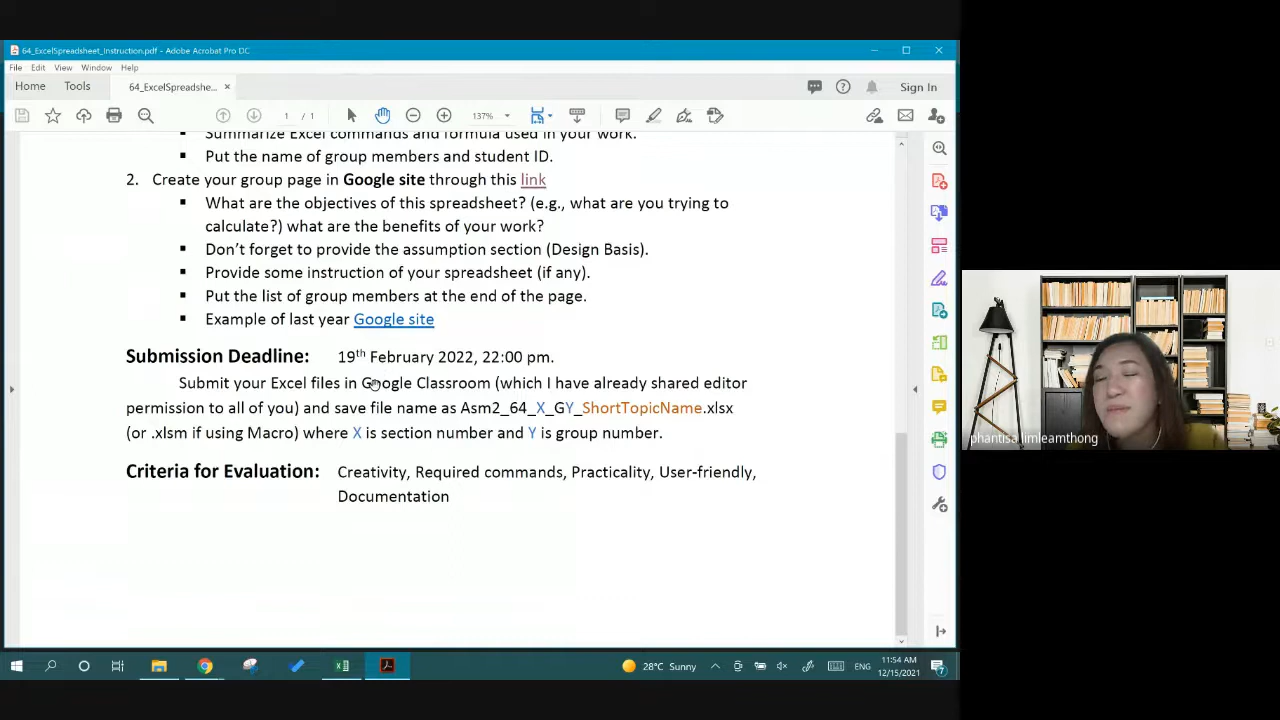 64_ExcelSpreadsheet_Instruction.pdf - Adobe Acrobat Pro DC
File Edit View Window Help
Home Tools 64_ExcelSpreadshe... × Sign In
1 / 1 137%
▪ Summarize Excel commands and formula used in your work.
▪ Put the name of group members and student ID.
2. Create your group page in Google site through this link
▪ What are the objectives of this spreadsheet? (e.g., what are you trying to
calculate?) what are the benefits of your work?
▪ Don't forget to provide the assumption section (Design Basis).
▪ Provide some instruction of your spreadsheet (if any).
▪ Put the list of group members at the end of the page.
▪ Example of last year Google site
Submission Deadline: 19th February 2022, 22:00 pm.
Submit your Excel files in Google Classroom (which I have already shared editor
permission to all of you) and save file name as Asm2_64_X_GY_ShortTopicName.xlsx
(or .xlsm if using Macro) where X is section number and Y is group number.
Criteria for Evaluation: Creativity, Required commands, Practicality, User-friendly,
Documentation
phantisa limleamthong
28°C Sunny ENG 11:54 AM
12/15/2021
7